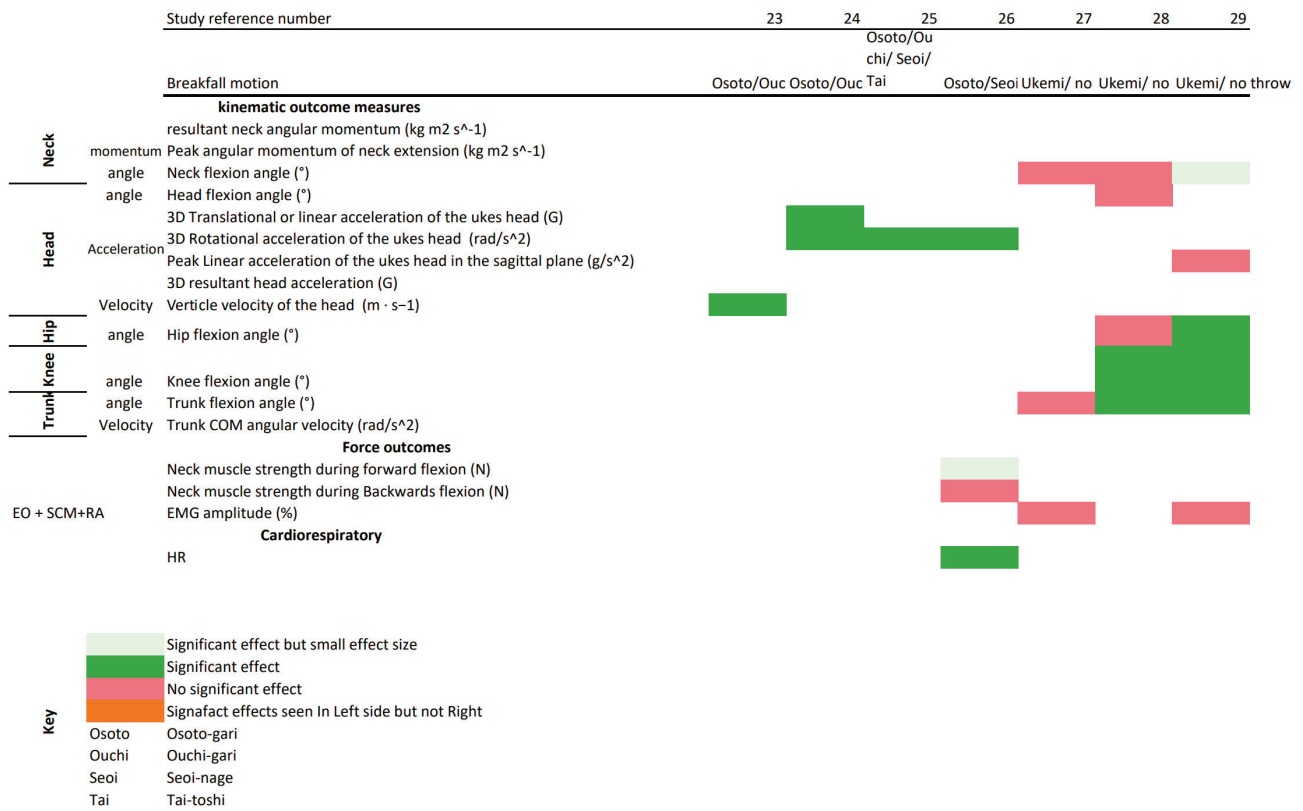 Study reference number 23 24 25 26 27 28 29
Osoto/Ou
chi/ Seoi/
Breakfall motion Osoto/Ouc Osoto/Ouc Tai Osoto/Seoi Ukemi/ no Ukemi/ no Ukemi/ no throw
kinematic outcome measures
Neck
resultant neck angular momentum (kg m2 s^-1)
momentum Peak angular momentum of neck extension (kg m2 s^-1)
angle Neck flexion angle (°)
Head
angle Head flexion angle (°)
3D Translational or linear acceleration of the ukes head (G)
Acceleration 3D Rotational acceleration of the ukes head (rad/s^2)
Peak Linear acceleration of the ukes head in the sagittal plane (g/s^2)
3D resultant head acceleration (G)
Velocity Verticle velocity of the head (m · s−1)
Hip angle Hip flexion angle (°)
Knee angle Knee flexion angle (°)
Trunk angle Trunk flexion angle (°)
Velocity Trunk COM angular velocity (rad/s^2)
Force outcomes
Neck muscle strength during forward flexion (N)
Neck muscle strength during Backwards flexion (N)
EO + SCM+RA EMG amplitude (%)
Cardiorespiratory
HR
Key
Significant effect but small effect size
Significant effect
No significant effect
Signafact effects seen In Left side but not Right
Osoto Osoto-gari
Ouchi Ouchi-gari
Seoi Seoi-nage
Tai Tai-toshi